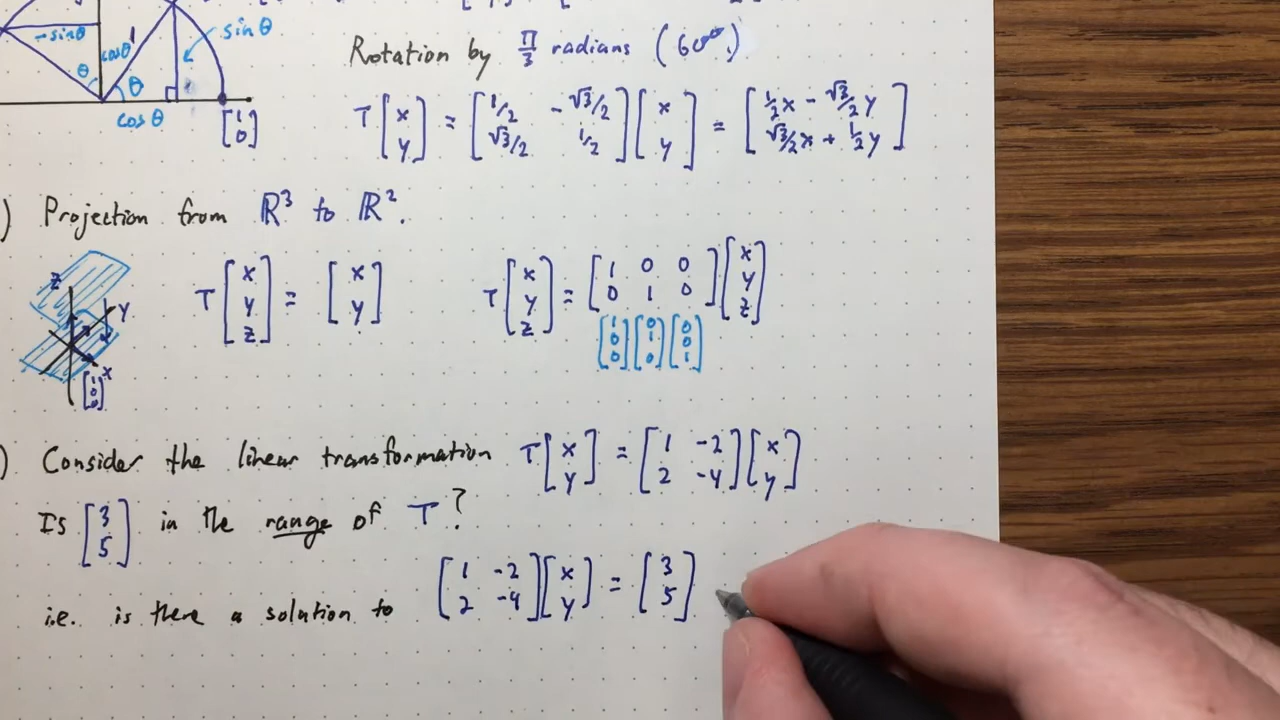 -sinθ
cosθ
1
sinθ
θ
θ
cosθ
[1 0]
Rotation by π/3 radians (60°).
T[x y] = [1/2 -√3/2 √3/2 1/2][x y] = [1/2x - √3/2y √3/2x + 1/2y]
) Projection from ℝ³ to ℝ².
z
y
x
[1 0 0]
T[x y z] = [x y]
T[x y z] = [1 0 0 0 1 0][x y z]
[1 0 0][0 1 0][0 0 1]
) Consider the linear transformation T[x y] = [1 -2 2 -4][x y]
Is [3 5] in the range of T?
i.e. is there a solution to [1 -2 2 -4][x y] = [3 5]